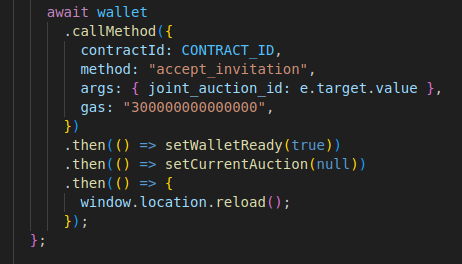 await wallet
.callMethod({
contractId: CONTRACT_ID,
method: "accept_invitation",
args: { joint_auction_id: e.target.value },
gas: "300000000000000",
})
.then(() => setWalletReady(true))
.then(() => setCurrentAuction(null))
.then(() => {
window.location.reload();
});
};